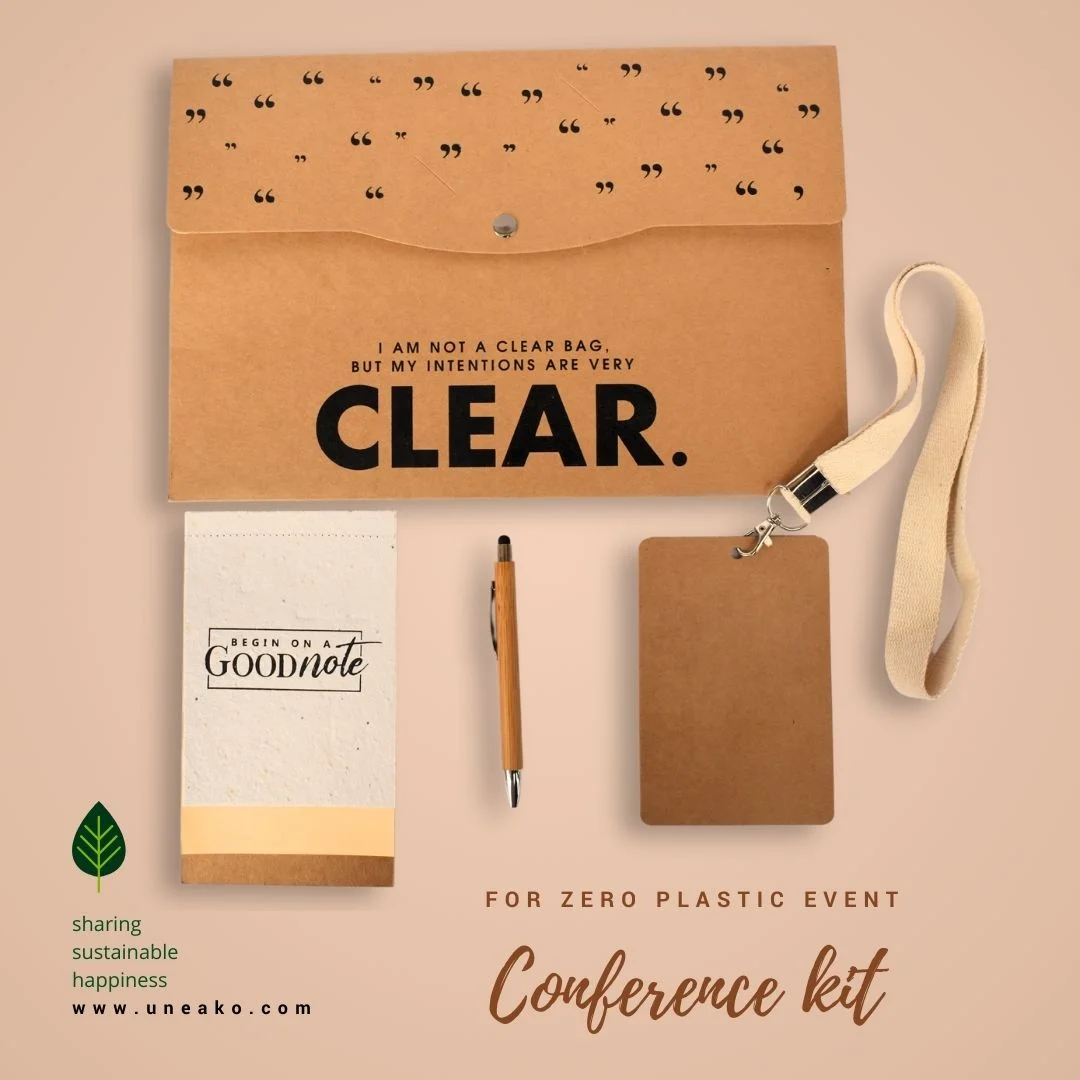 I AM NOT A CLEAR BAG,
BUT MY INTENTIONS ARE VERY
CLEAR.
BEGIN ON A
GOODnote
FOR ZERO PLASTIC EVENT
Conference kit
sharing
sustainable
happiness
www.uneako.com